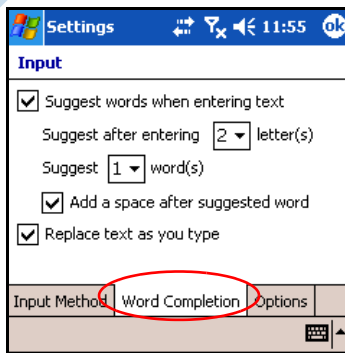 Settings 11:55 ok
Input
Suggest words when entering text
Suggest after entering 2 letter(s)
Suggest 1 word(s)
Add a space after suggested word
Replace text as you type
Input Method Word Completion Options